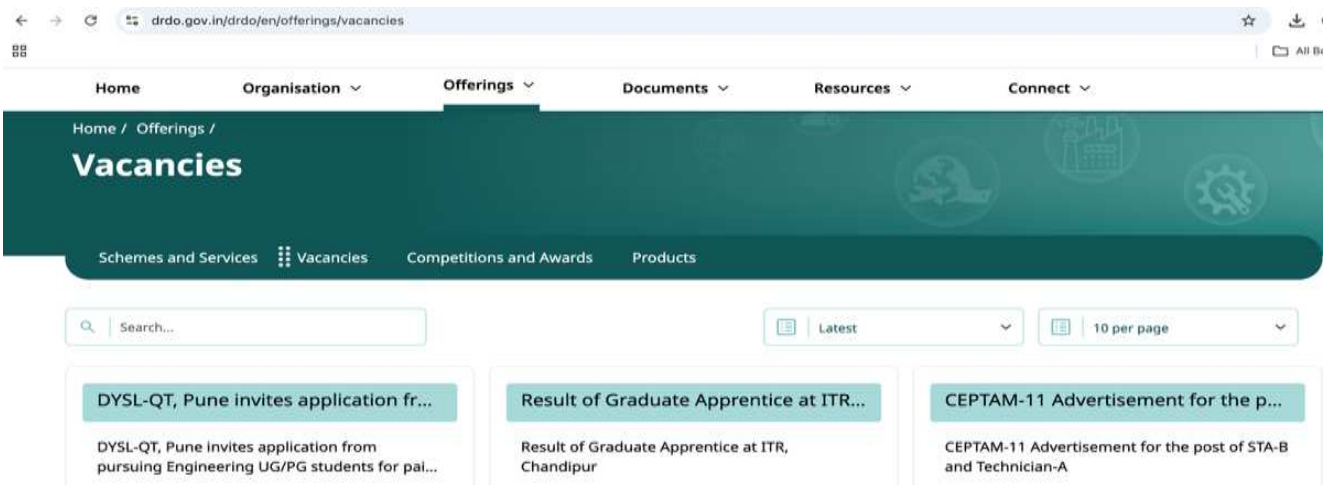 drdo.gov.in/drdo/en/offerings/vacancies
All Bo
Home Organisation Offerings Documents Resources Connect
Home / Offerings /
Vacancies
Schemes and Services Vacancies Competitions and Awards Products
Search... Latest 10 per page
DYSL-QT, Pune invites application fr... Result of Graduate Apprentice at ITR... CEPTAM-11 Advertisement for the p...
DYSL-QT, Pune invites application from Result of Graduate Apprentice at ITR, CEPTAM-11 Advertisement for the post of STA-B
pursuing Engineering UG/PG students for pai... Chandipur and Technician-A